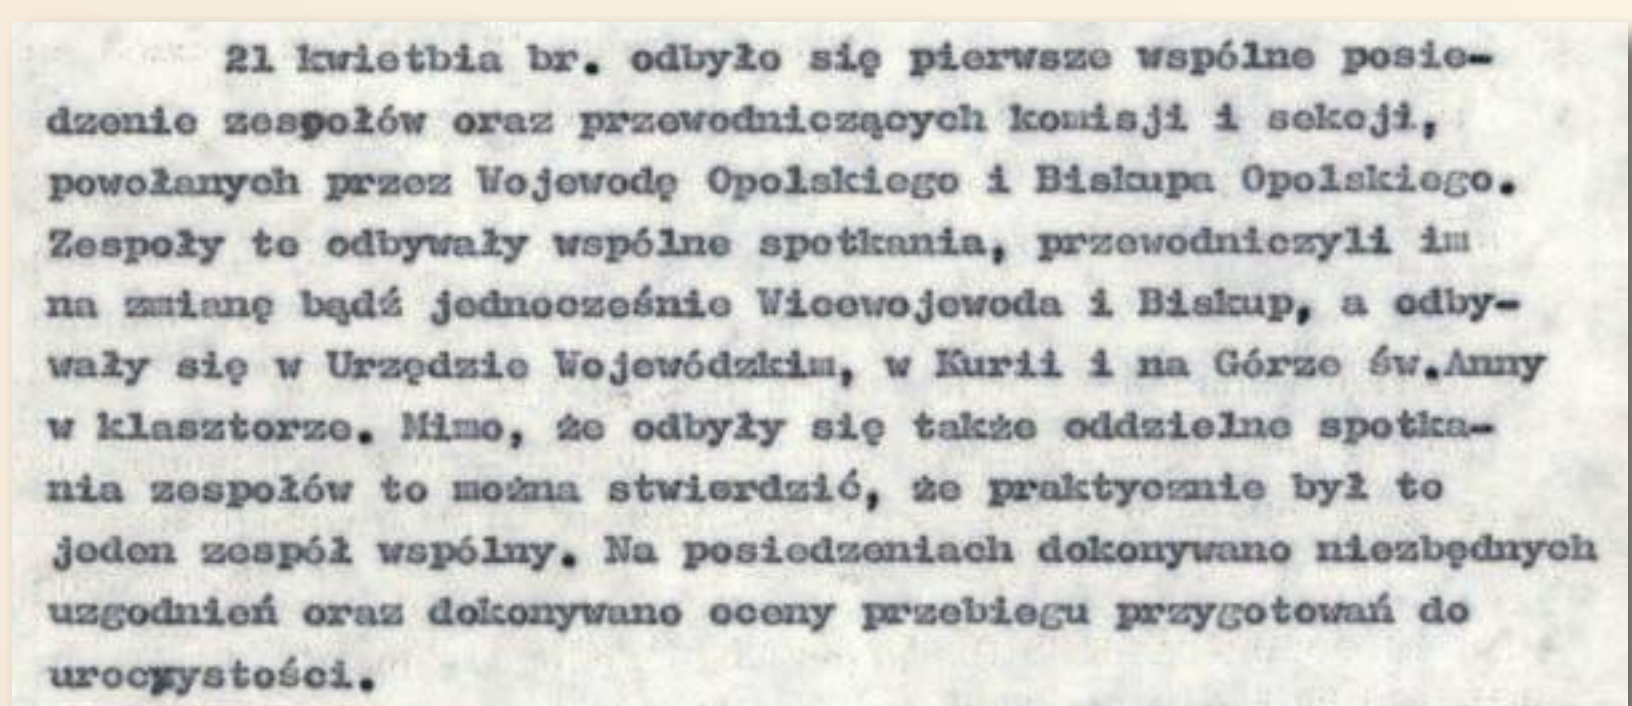 21 kwietbia br. odbyło się pierwsze wspólne posie-
dzenie zespołów oraz przewodniczących komisji i sekcji,
powołanych przez Wojewodę Opolskiego i Biskupa Opolskiego.
Zespoły te odbywały wspólne spotkania, przewodniczyli im
na zmianę bądź jednocześnie Wicewojewoda i Biskup, a odby-
wały się w Urzędzie Wojewódzkim, w Kurii i na Górze św.Anny
w klasztorze. Mimo, że odbyły się także oddzielne spotka-
nia zespołów to można stwierdzić, że praktycznie był to
jeden zespół wspólny. Na posiedzeniach dokonywano niezbędnych
uzgodnień oraz dokonywano oceny przebiegu przygotowań do
uroczystości.